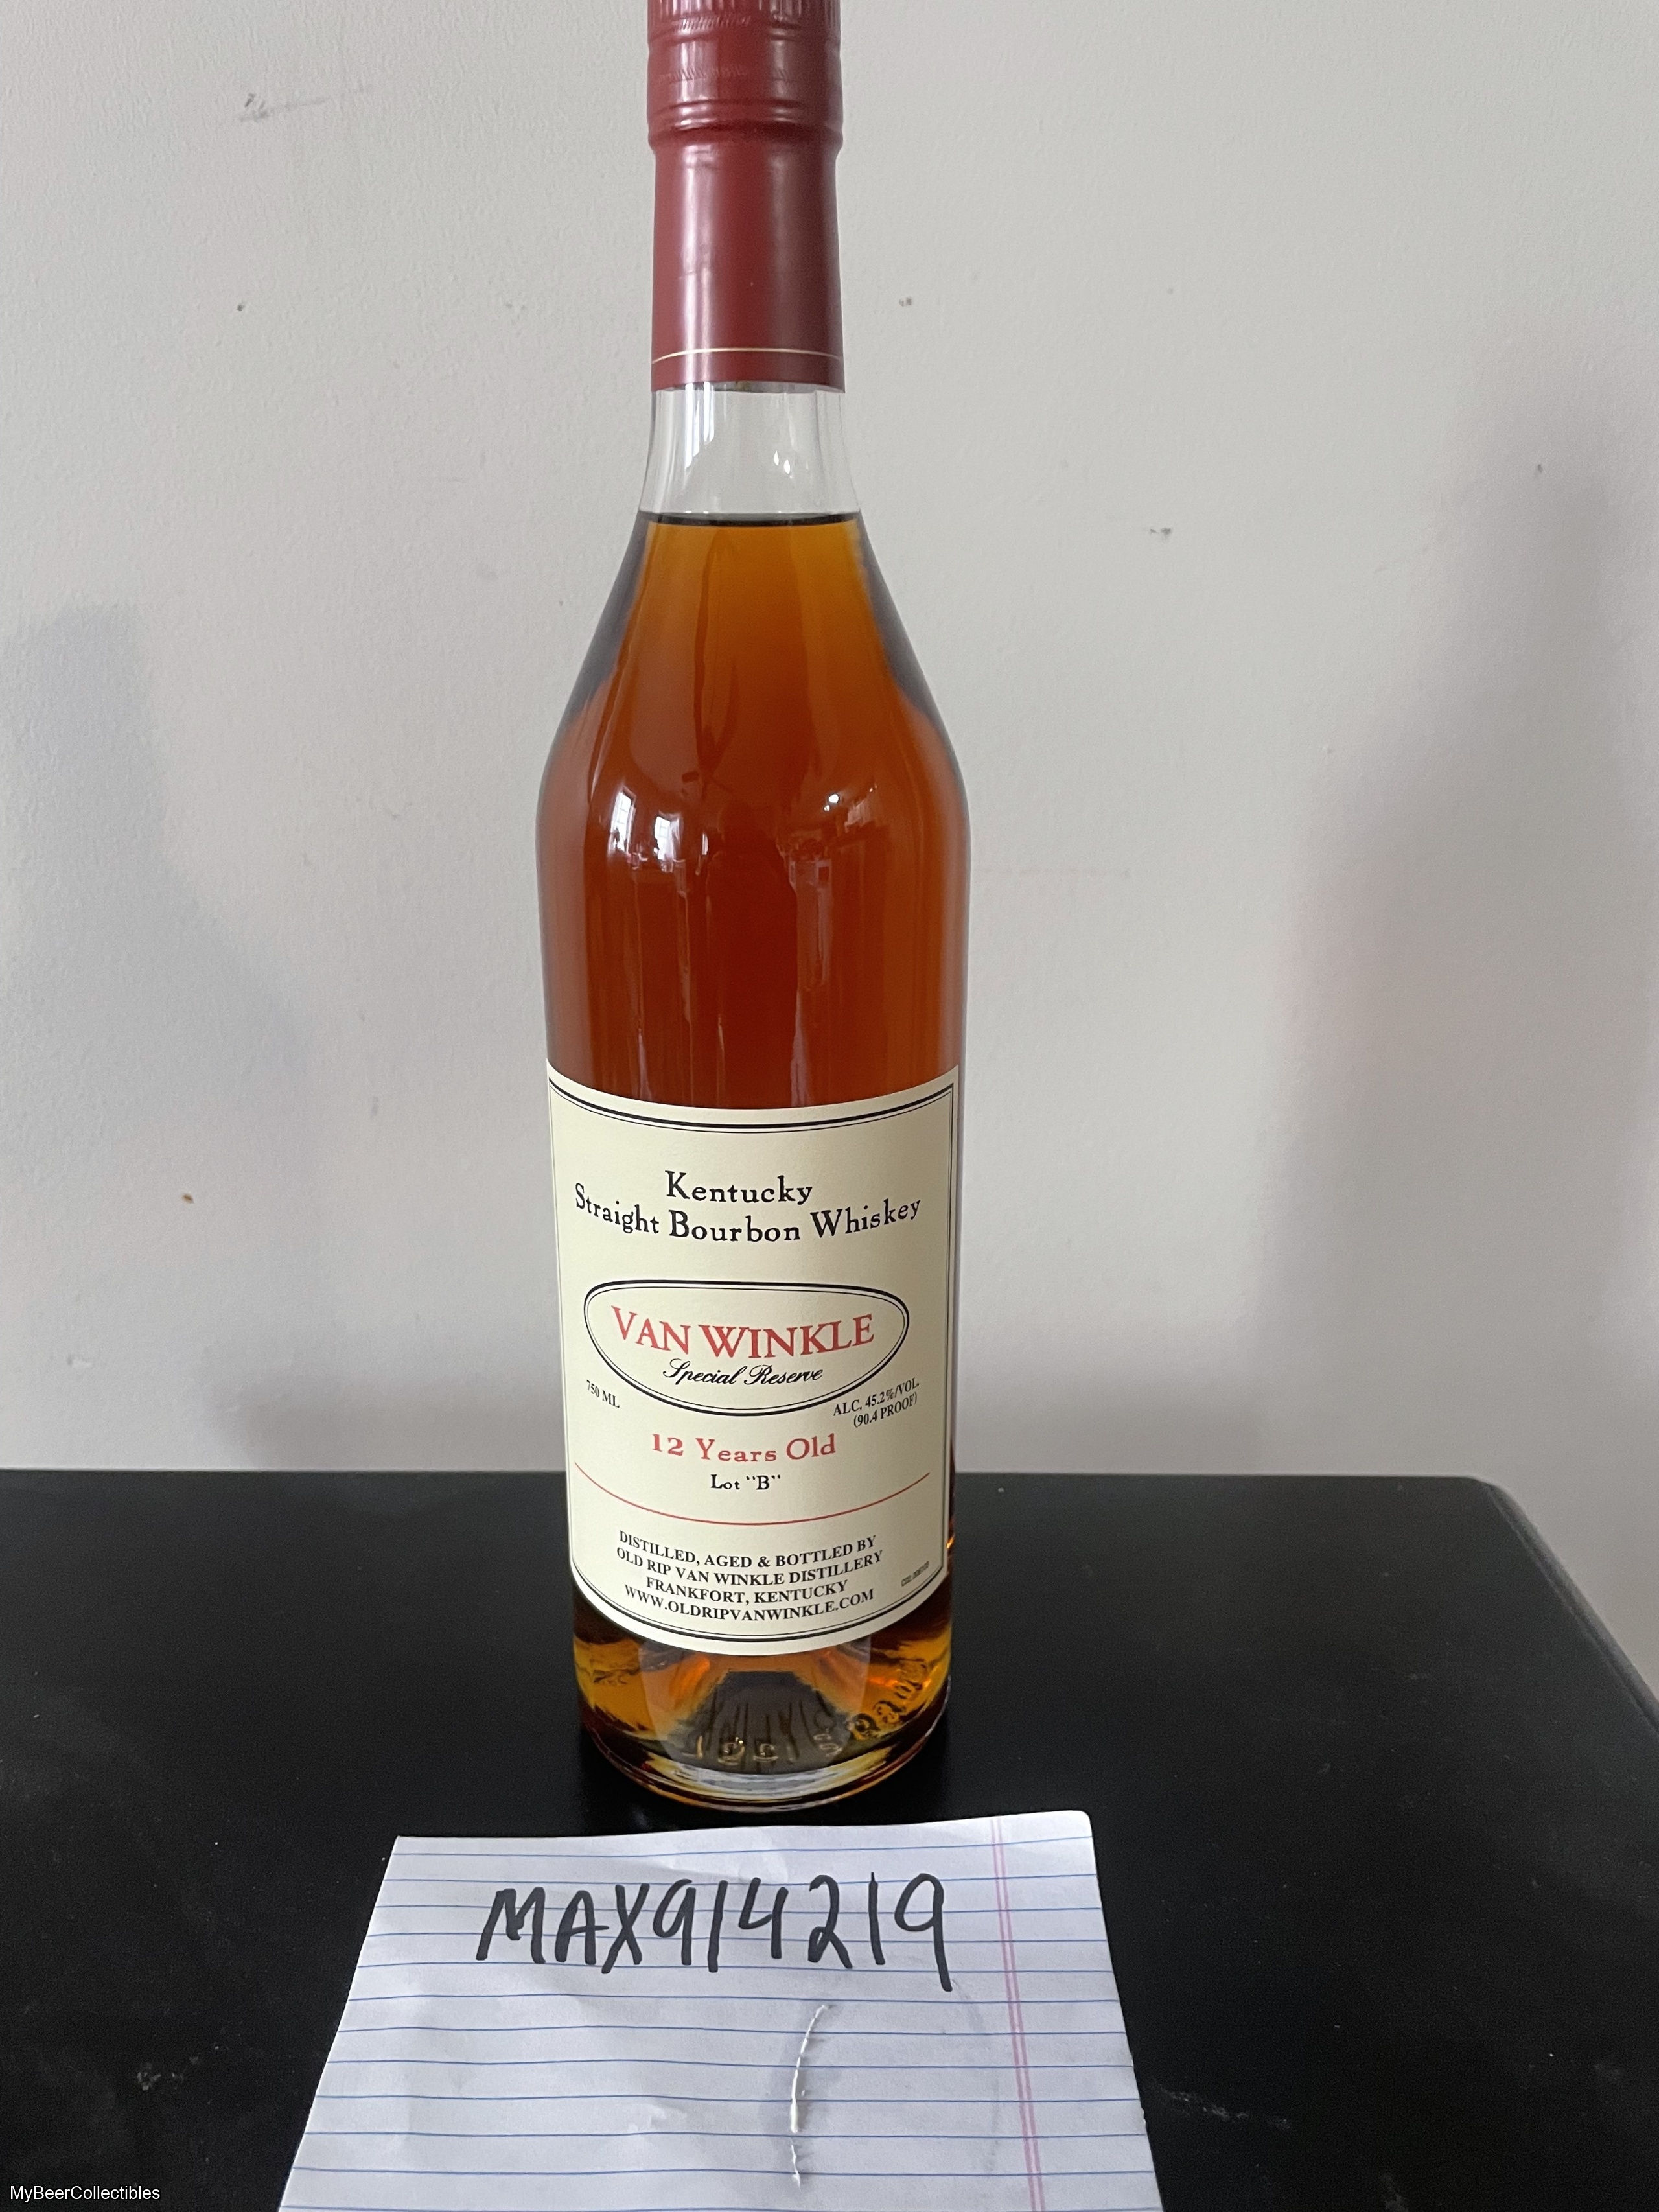 Kentucky
Straight Bourbon Whiskey
VAN WINKLE
Special Reserve
750 ML
ALC. 45.2%/VOL.
(90.4 PROOF)
12 Years Old
Lot "B"
DISTILLED, AGED & BOTTLED BY
OLD RIP VAN WINKLE DISTILLERY
FRANKFORT, KENTUCKY
WWW.OLDRIPVANWINKLE.COM
MAX914219
MyBeerCollectibles